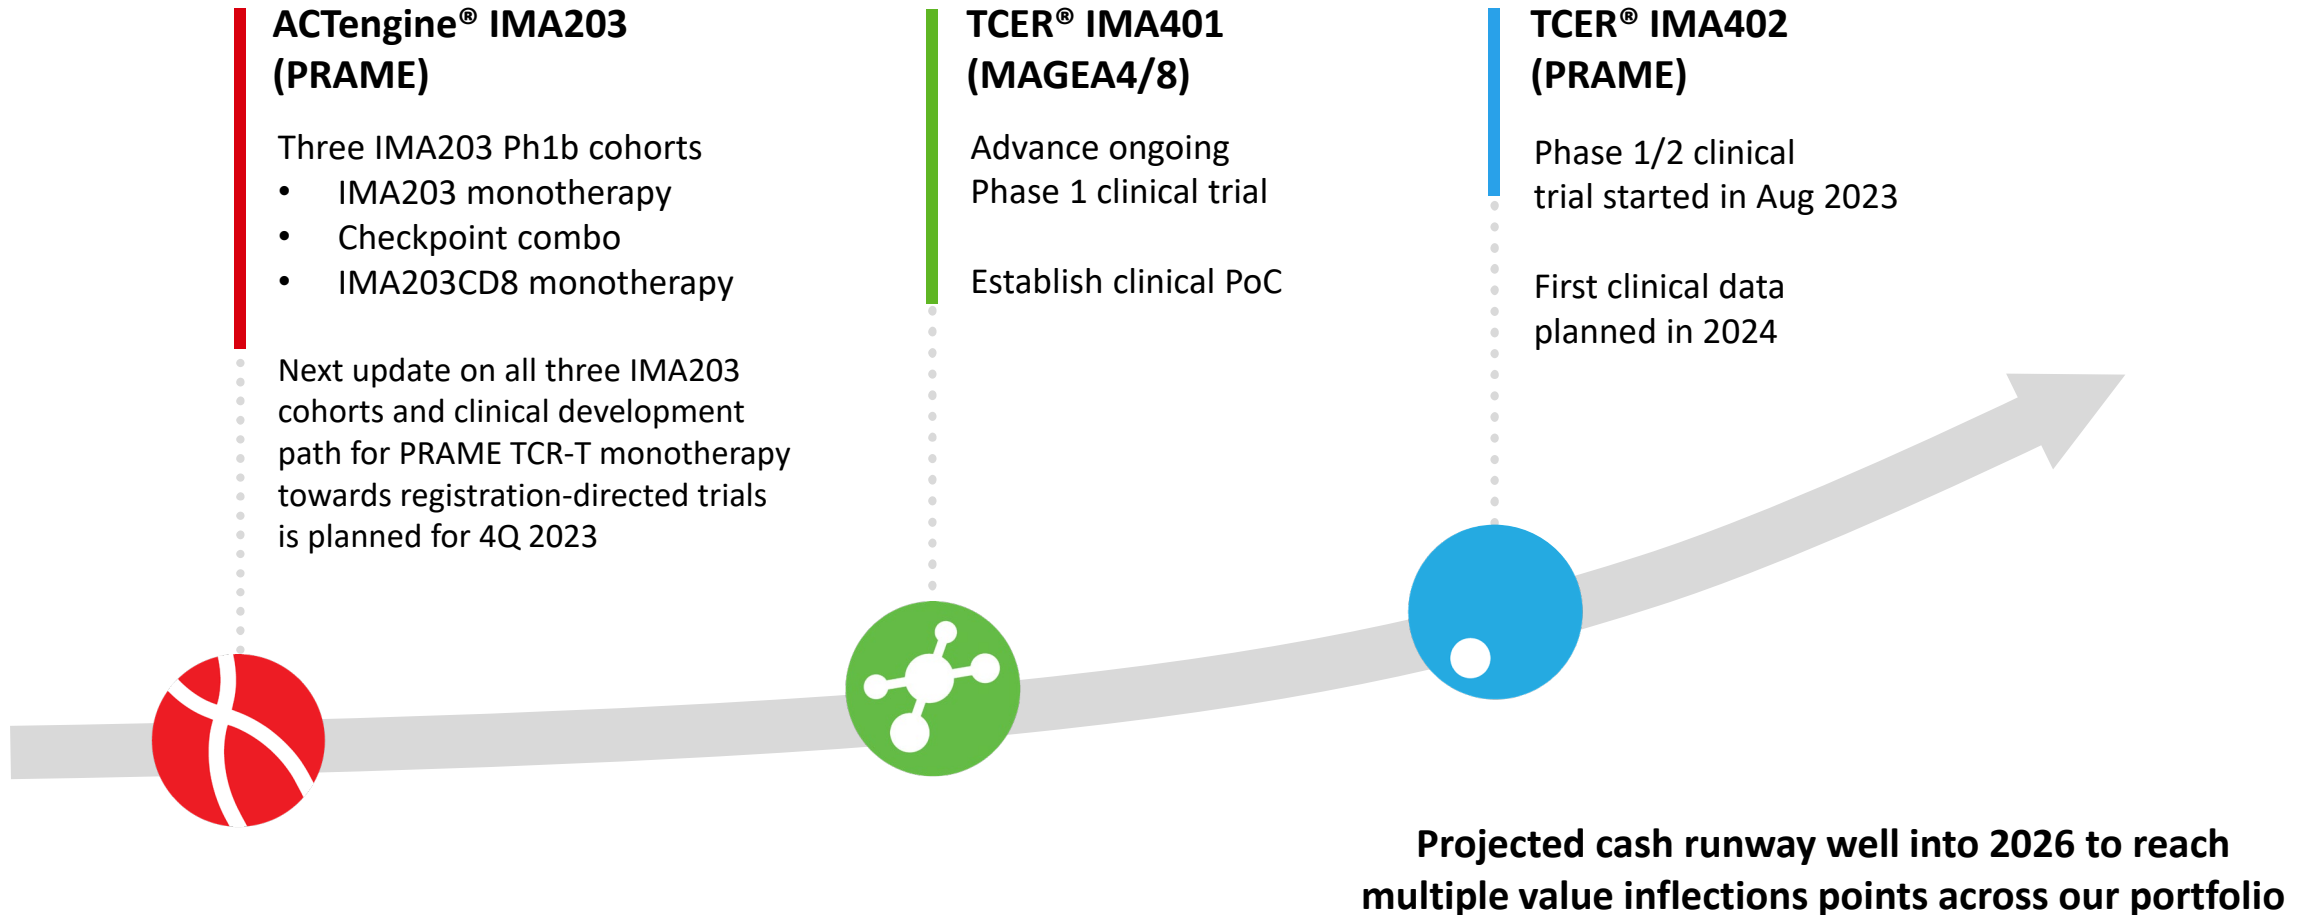 ACTengine® IMA203
(PRAME)
Three IMA203 Ph1b cohorts
• IMA203 monotherapy
• Checkpoint combo
• IMA203CD8 monotherapy
Next update on all three IMA203
cohorts and clinical development
path for PRAME TCR-T monotherapy
towards registration-directed trials
is planned for 4Q 2023
TCER® IMA401
(MAGEA4/8)
Advance ongoing
Phase 1 clinical trial
Establish clinical PoC
TCER® IMA402
(PRAME)
Phase 1/2 clinical
trial started in Aug 2023
First clinical data
planned in 2024
Projected cash runway well into 2026 to reach
multiple value inflections points across our portfolio